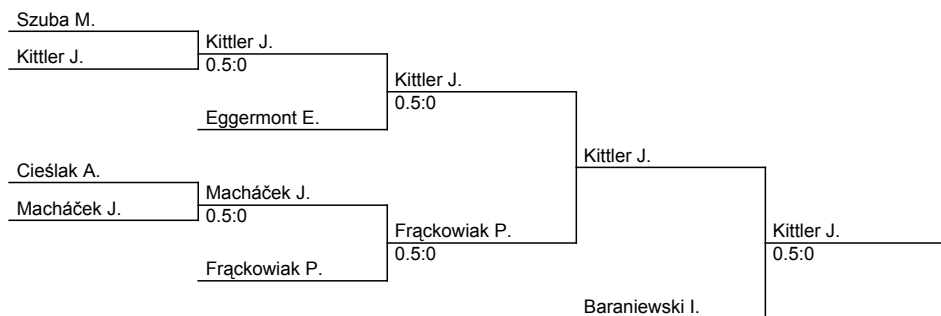 Szuba M.
Kittler J.
Kittler J.
0.5:0
Kittler J.
0.5:0
Eggermont E.
Kittler J.
Cieślak A.
Macháček J.
Macháček J.
0.5:0
Kittler J.
0.5:0
Frąckowiak P.
0.5:0
Frąckowiak P.
Baraniewski I.